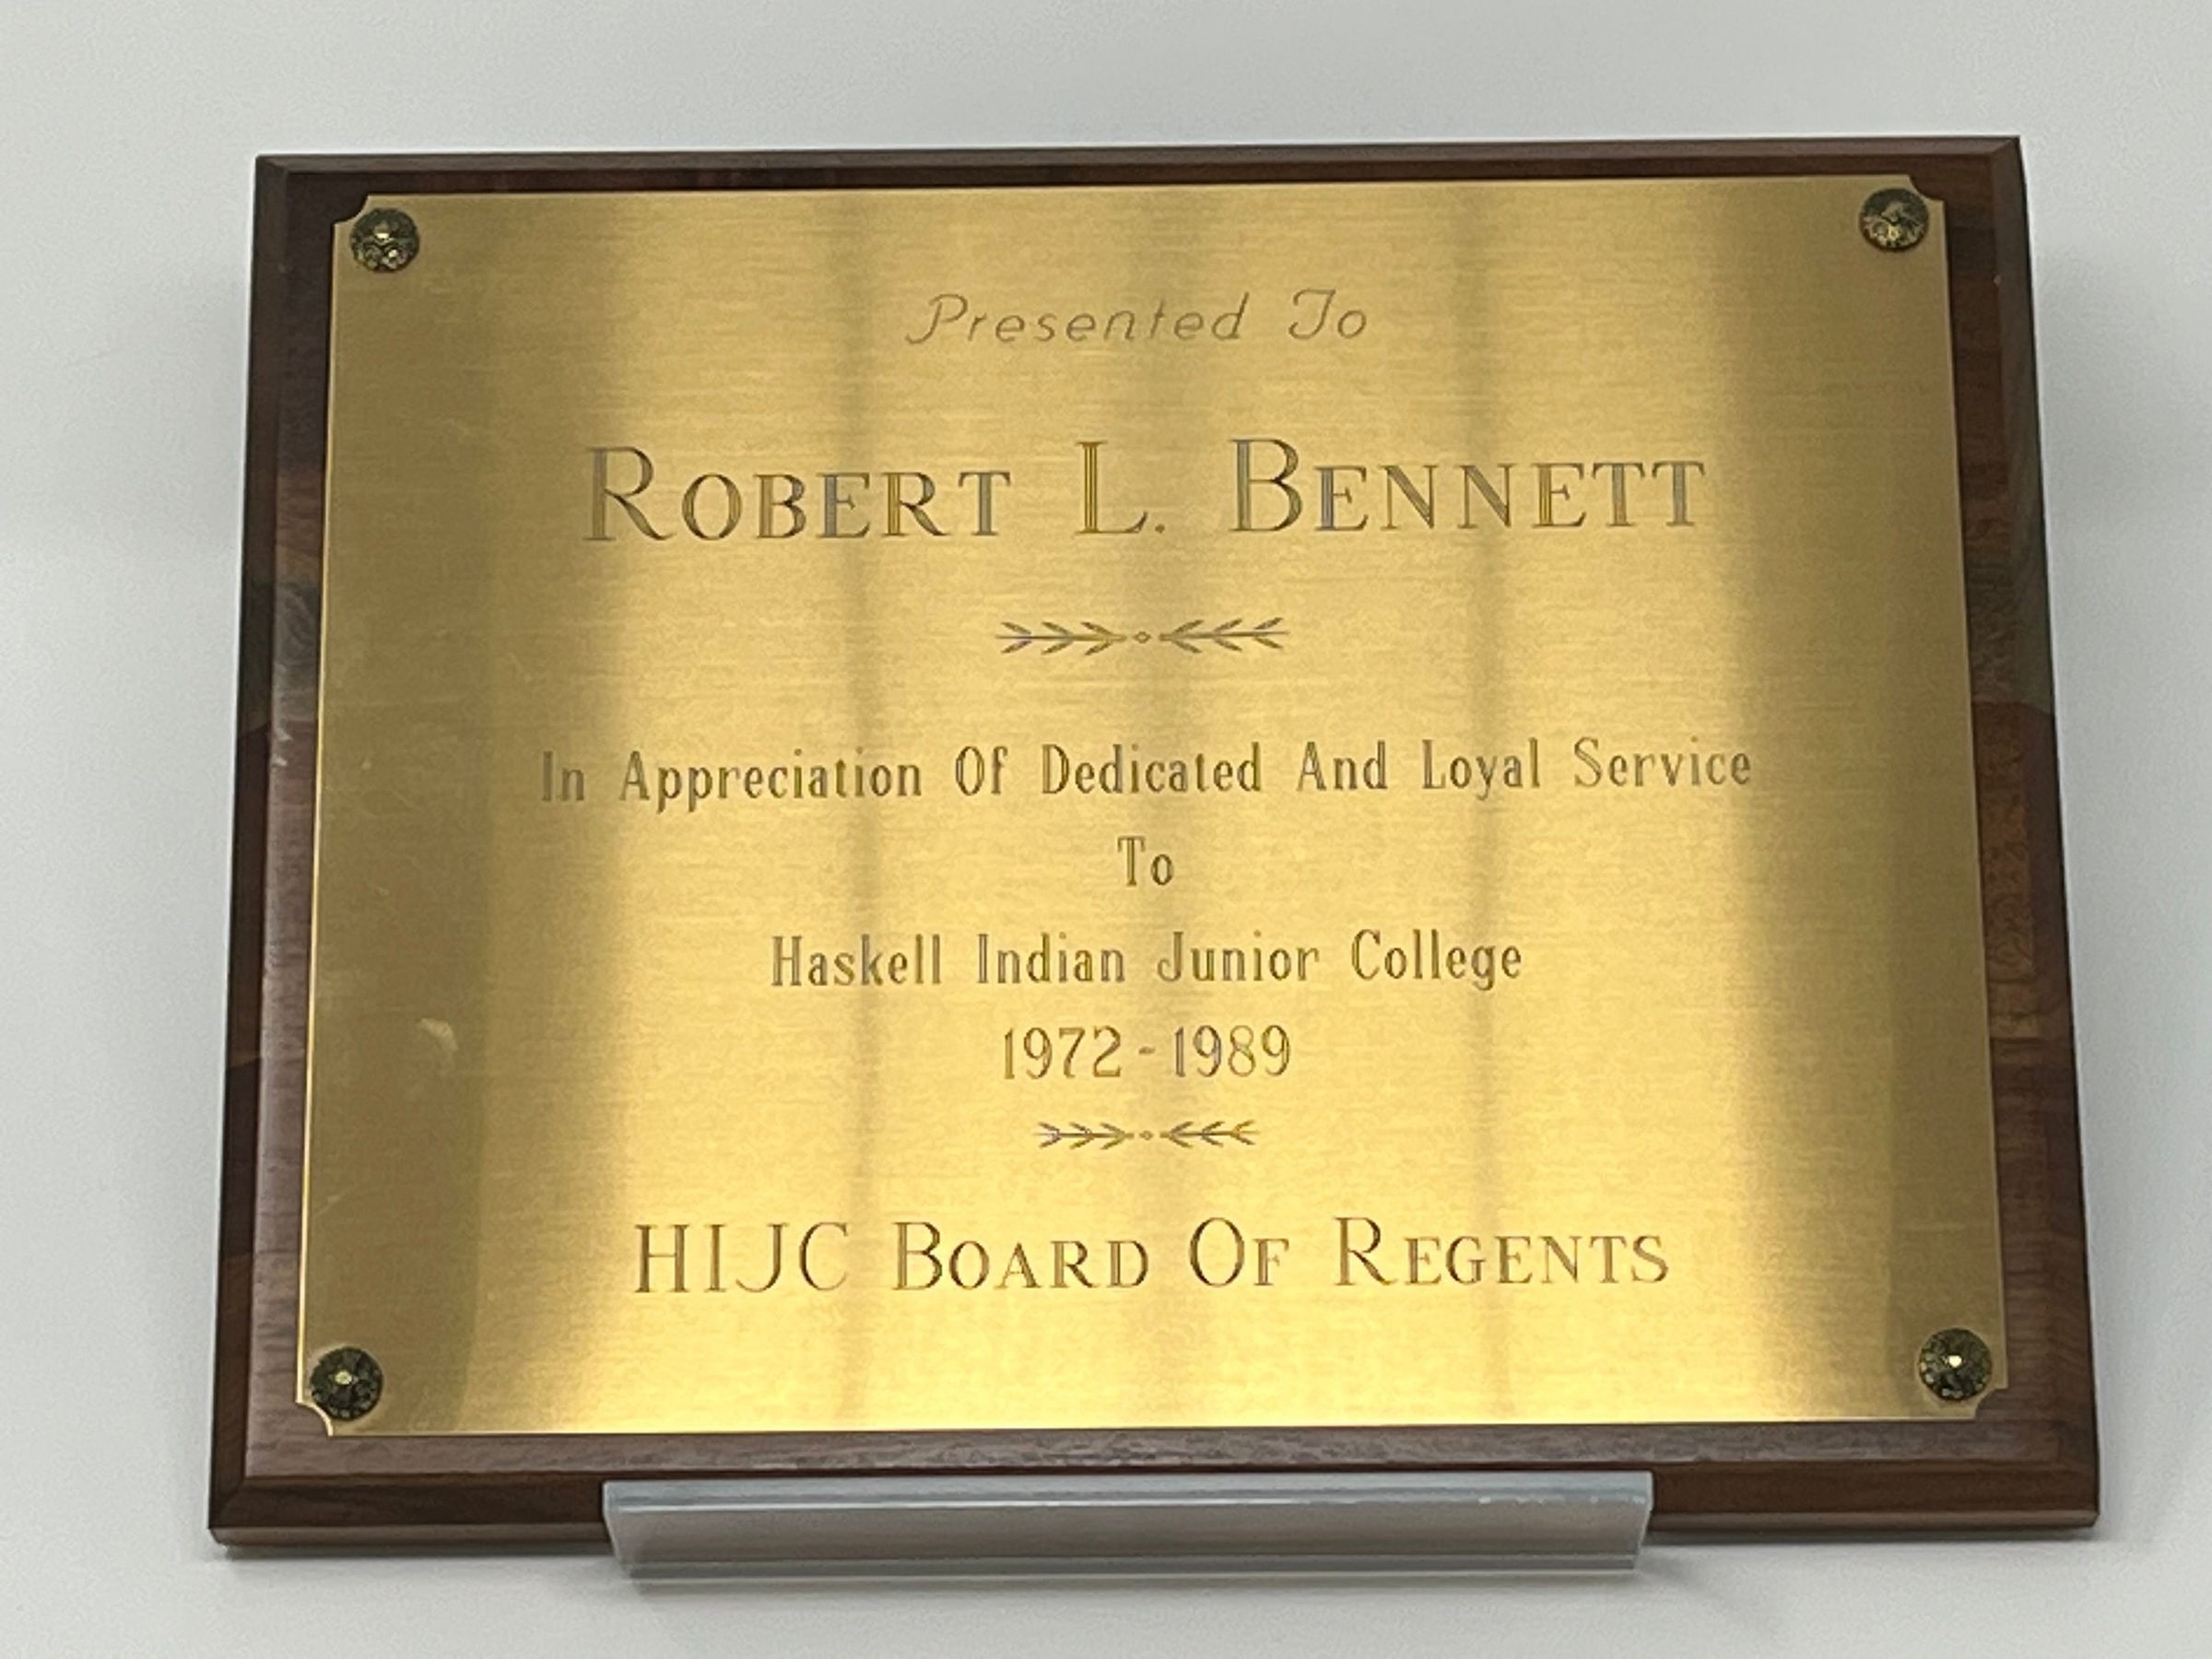 Presented To
ROBERT L. BENNETT
In Appreciation Of Dedicated And Loyal Service
To
Haskell Indian Junior College
1972-1989
HIJC BOARD OF REGENTS